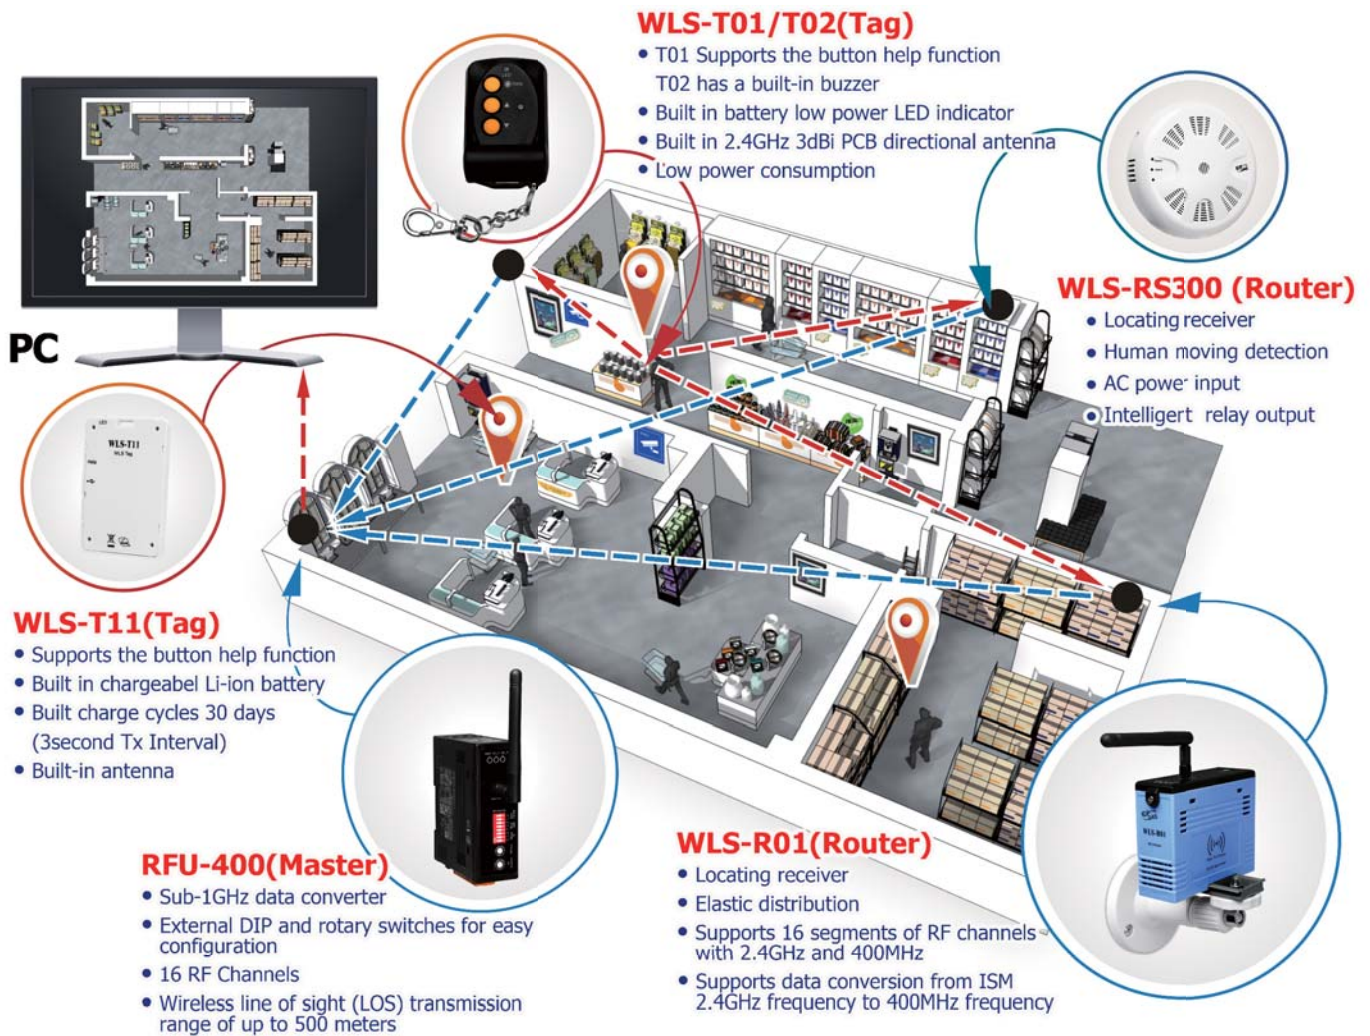 WLS-T01/T02(Tag)
• T01 Supports the button help function
T02 has a built-in buzzer
• Built in battery low power LED indicator
• Built in 2.4GHz 3dBi PCB directional antenna
• Low power consumption
WLS-RS300 (Router)
• Locating receiver
• Human moving detection
• AC power input
• Intelligert relay output
PC
LED
WLS-T11
WLS Tag
WLS-T11(Tag)
• Supports the button help function
• Built in chargeabel Li-ion battery
• Built charge cycles 30 days
(3second Tx Interval)
• Built-in antenna
RFU-400(Master)
• Sub-1GHz data converter
• External DIP and rotary switches for easy
configuration
• 16 RF Channels
• Wireless line of sight (LOS) transmission
range of up to 500 meters
WLS-R01(Router)
• Locating receiver
• Elastic distribution
• Supports 16 segments of RF channels
with 2.4GHz and 400MHz
• Supports data conversion from ISM
2.4GHz frequency to 400MHz frequency
WLS-R01